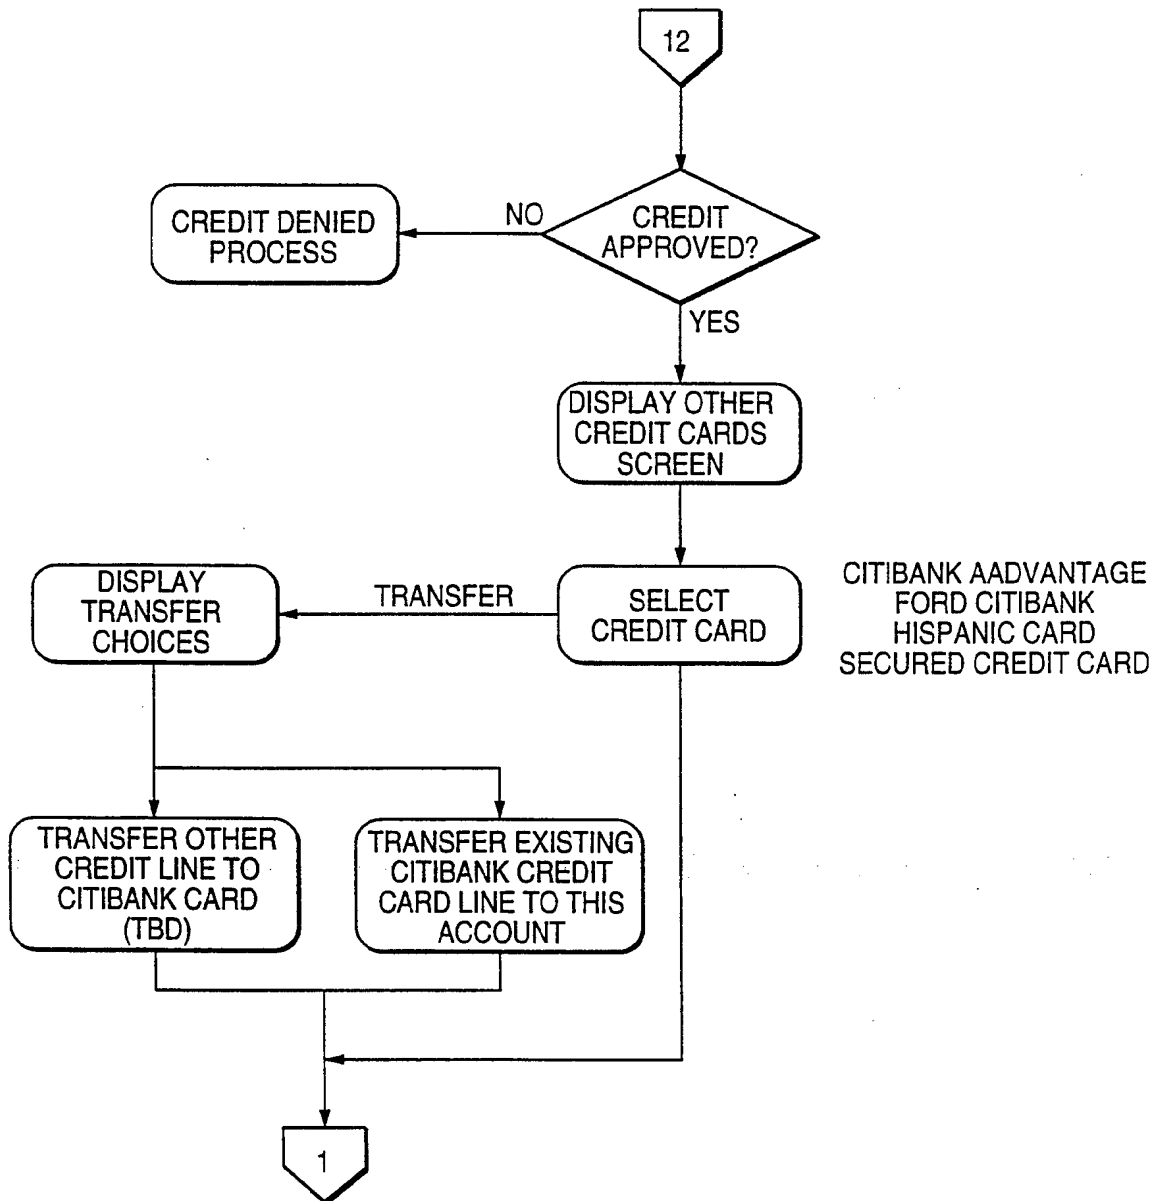 12
CREDIT
APPROVED?
NO
CREDIT DENIED
PROCESS
YES
DISPLAY OTHER
CREDIT CARDS
SCREEN
SELECT
CREDIT CARD
CITIBANK AADVANTAGE
FORD CITIBANK
HISPANIC CARD
SECURED CREDIT CARD
TRANSFER
DISPLAY
TRANSFER
CHOICES
TRANSFER OTHER
CREDIT LINE TO
CITIBANK CARD
(TBD)
TRANSFER EXISTING
CITIBANK CREDIT
CARD LINE TO THIS
ACCOUNT
1